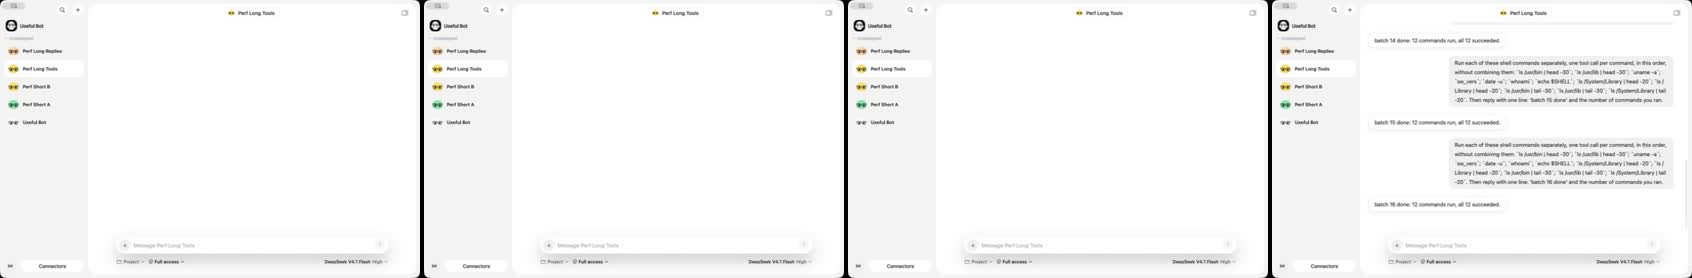 Perf Long Tools
Useful Bot
Perf Long Replies
Perf Long Tools
Perf Short B
Perf Short A
Useful Bot
Message Perf Long Tools
Project
Full access
DeepSeek V4.1 Flash High
Connectors
Perf Long Tools
Useful Bot
Perf Long Replies
Perf Long Tools
Perf Short B
Perf Short A
Useful Bot
Message Perf Long Tools
Project
Full access
DeepSeek V4.1 Flash High
Connectors
Perf Long Tools
Useful Bot
Perf Long Replies
Perf Long Tools
Perf Short B
Perf Short A
Useful Bot
Message Perf Long Tools
Project
Full access
DeepSeek V4.1 Flash High
Connectors
Perf Long Tools
Useful Bot
Perf Long Replies
Perf Long Tools
Perf Short B
Perf Short A
Useful Bot
batch 14 done: 12 commands run, all 12 succeeded.
Run each of these shell commands separately, one tool call per command, in this order,
without combining them: `ls /usr/bin | head -30`; `ls /usr/lib | head -30`; `uname -a`;
`sw_vers`; `date -u`; `whoami`; `echo $SHELL`; `ls /System/Library | head -20`; `ls /
Library | head -20`; `ls /usr/bin | tail -30`; `ls /usr/lib | tail -30`; `ls /System/Library | tail
-20`. Then reply with one line: 'batch 15 done' and the number of commands you ran.
batch 15 done: 12 commands run, all 12 succeeded.
Run each of these shell commands separately, one tool call per command, in this order,
without combining them: `ls /usr/bin | head -30`; `ls /usr/lib | head -30`; `uname -a`;
`sw_vers`; `date -u`; `whoami`; `echo $SHELL`; `ls /System/Library | head -20`; `ls /
Library | head -20`; `ls /usr/bin | tail -30`; `ls /usr/lib | tail -30`; `ls /System/Library | tail
-20`. Then reply with one line: 'batch 16 done' and the number of commands you ran.
batch 16 done: 12 commands run, all 12 succeeded.
Message Perf Long Tools
Project
Full access
DeepSeek V4.1 Flash High
Connectors